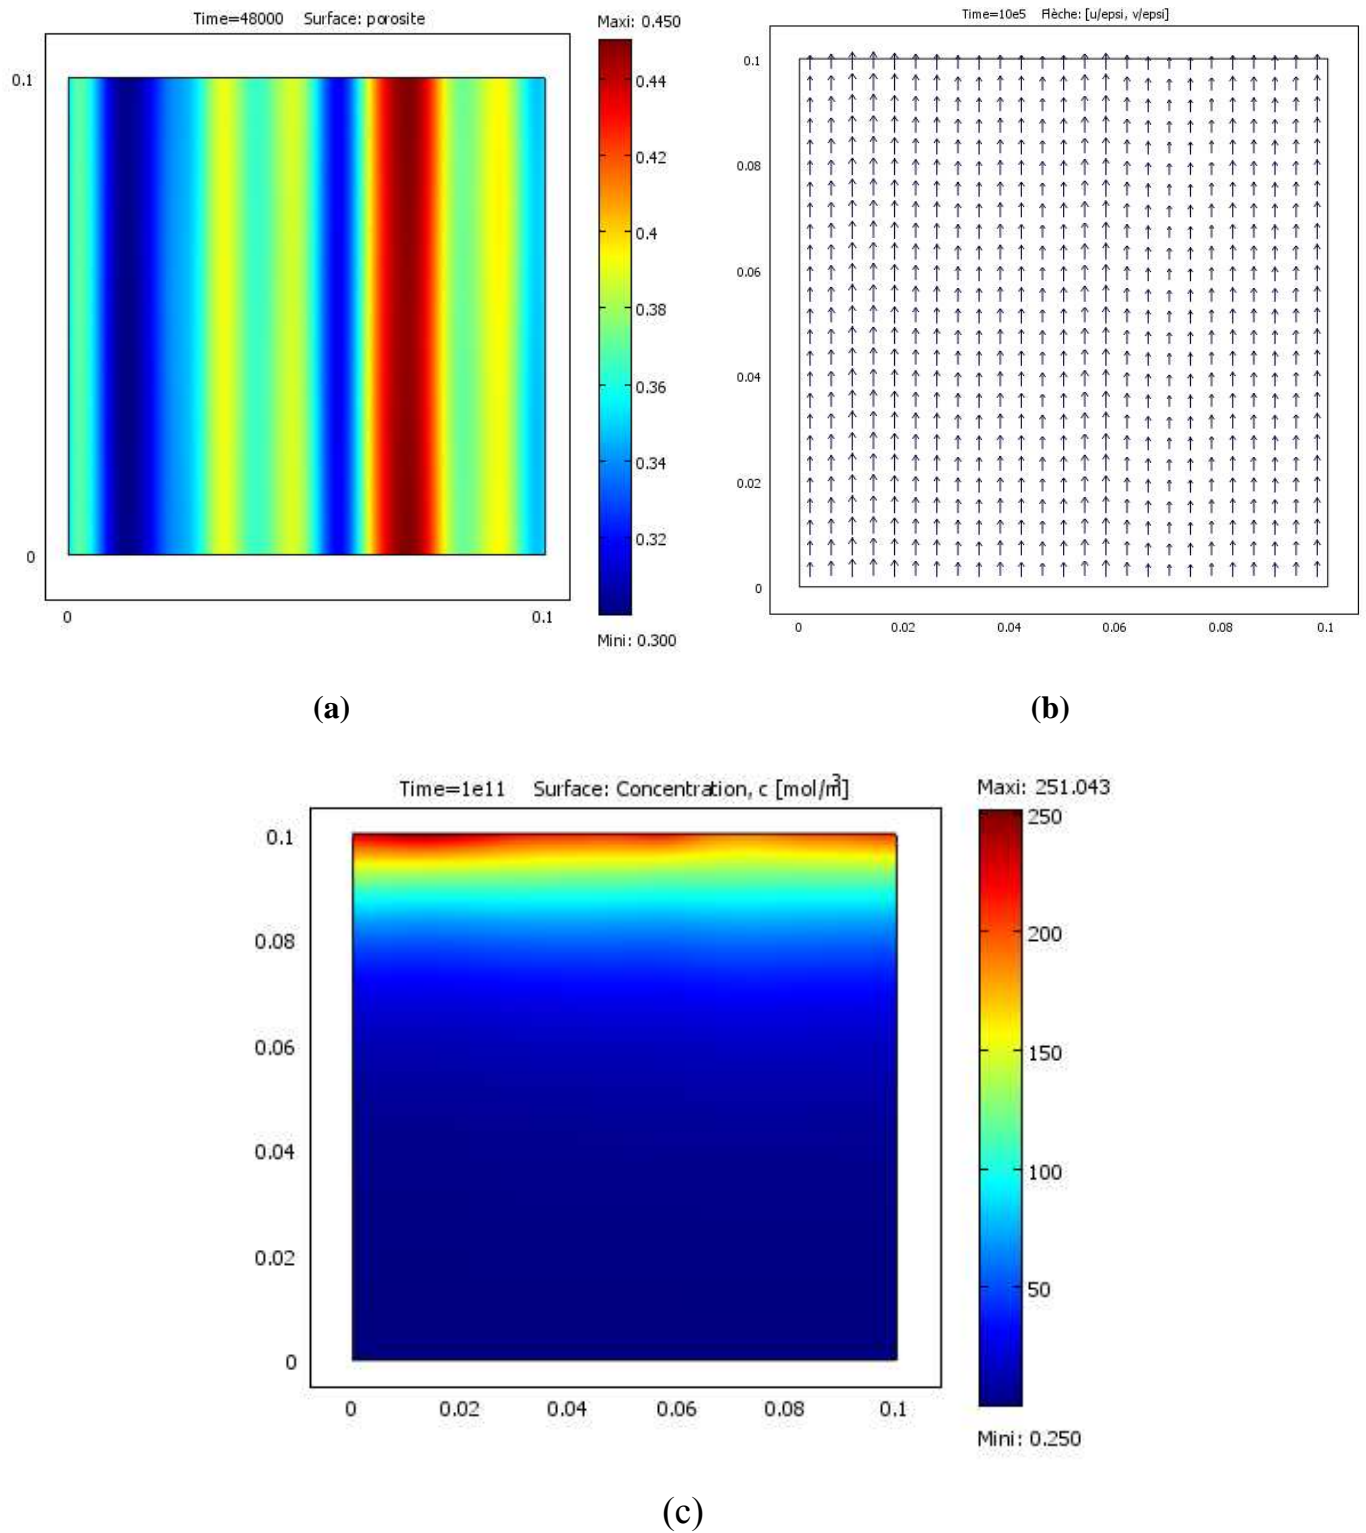 Time=48000 Surface: porosite
Maxi: 0.450
0.1
0
0 0.1
0.44
0.42
0.4
0.38
0.36
0.34
0.32
Mini: 0.300
(a)
Time=10e5 Flèche: [u/epsi, v/epsi]
0.1
0.08
0.06
0.04
0.02
0
0 0.02 0.04 0.06 0.08 0.1
(b)
Time=1e11 Surface: Concentration, c [mol/m³]
Maxi: 251.043
0.1
0.08
0.06
0.04
0.02
0
0 0.02 0.04 0.06 0.08 0.1
250
200
150
100
50
Mini: 0.250
(c)